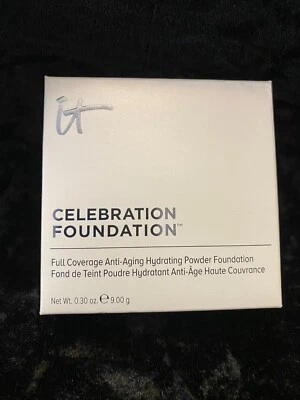 it
CELEBRATION
FOUNDATION™
Full Coverage Anti-Aging Hydrating Powder Foundation
Fond de Teint Poudre Hydratant Anti-Âge Haute Couvrance
Net Wt. 0.30 oz. ℮ 9.00 g